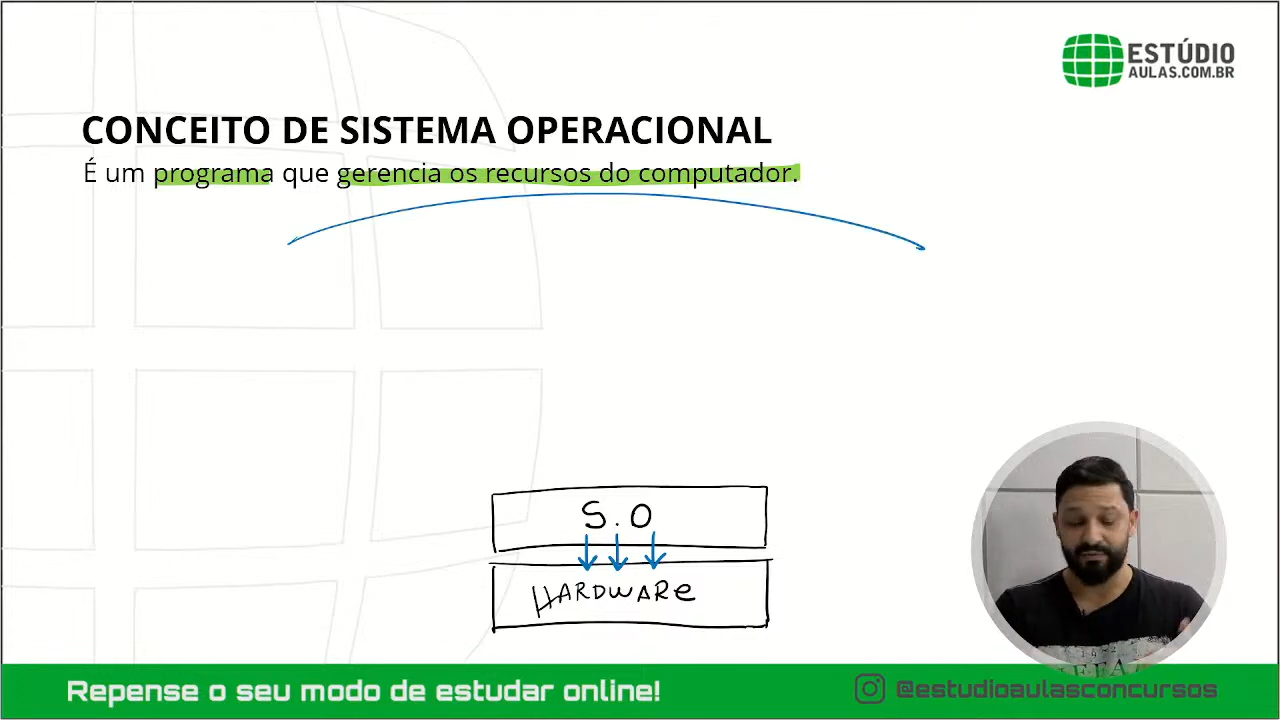 ESTÚDIO
AULAS.COM.BR
CONCEITO DE SISTEMA OPERACIONAL
É um programa que gerencia os recursos do computador.
S.O
HARDWARe
Repense o seu modo de estudar online!
@estudioaulasconcursos